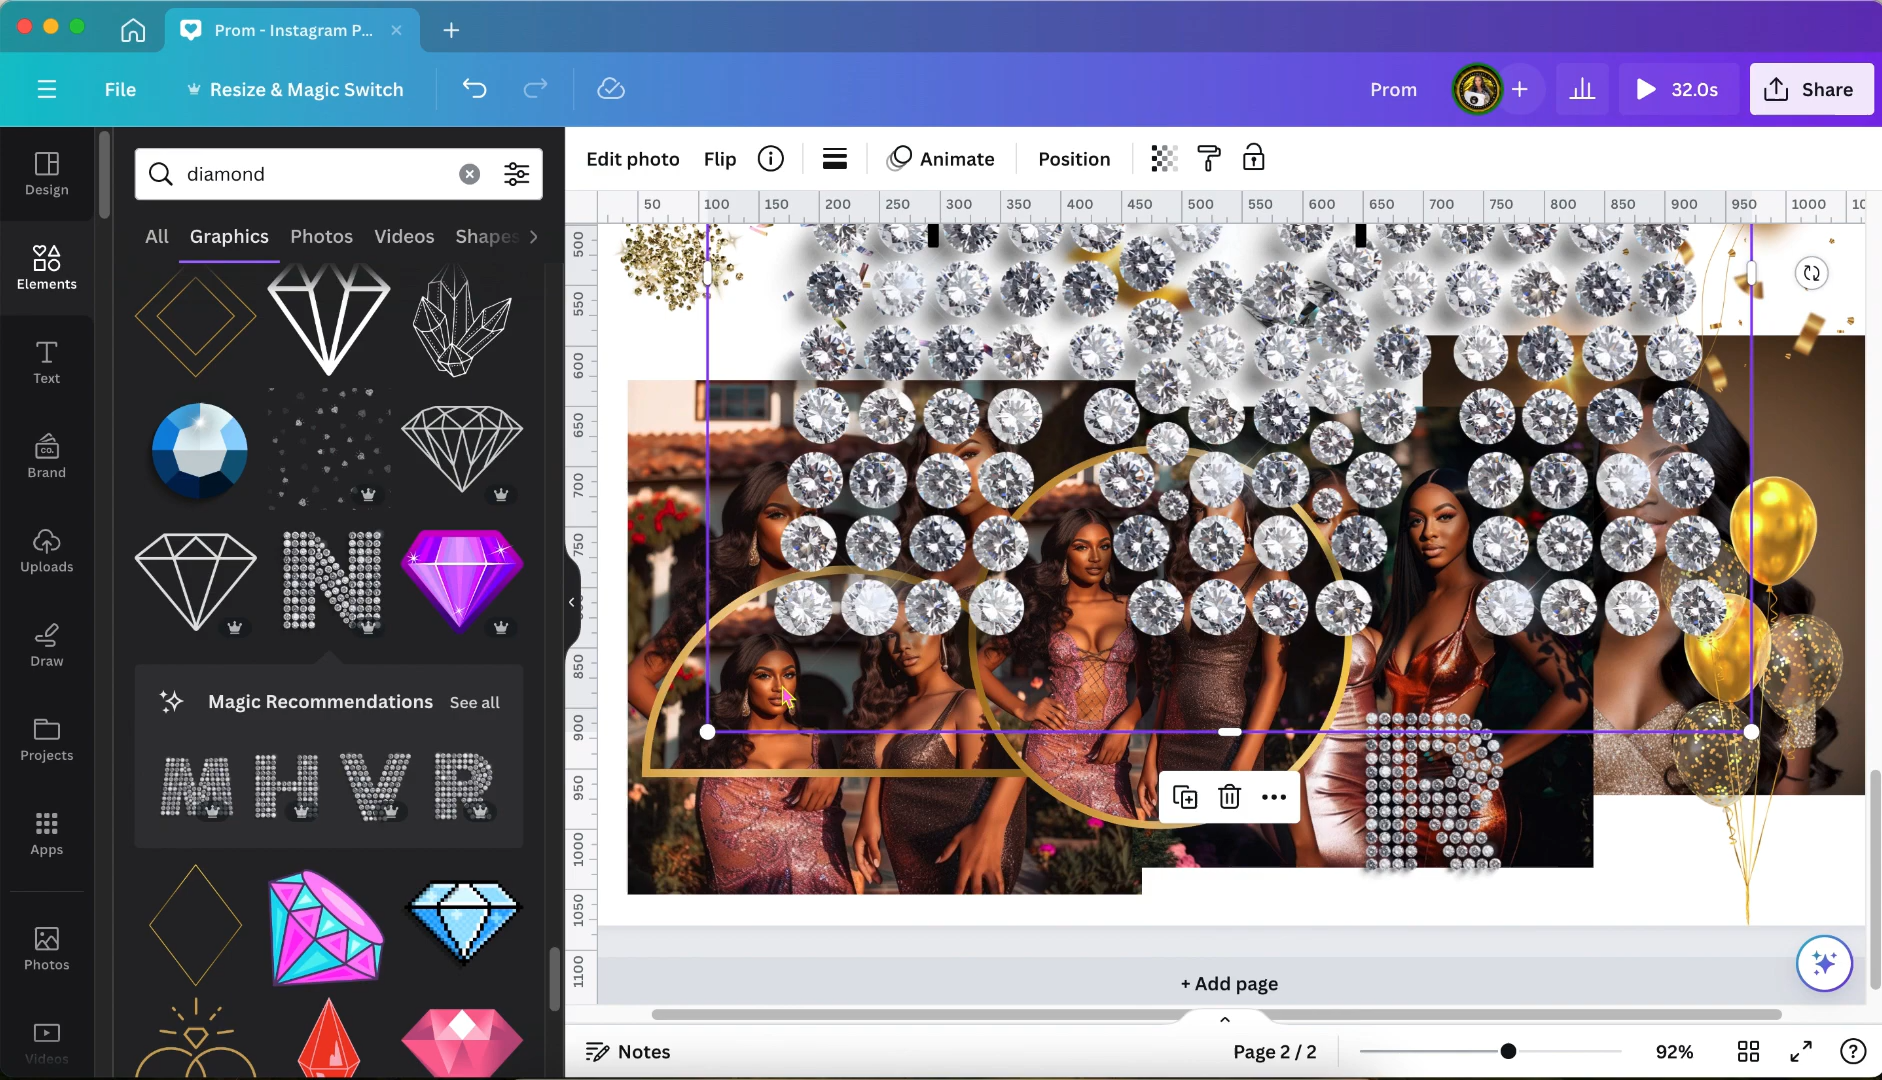 Prom - Instagram P...
File
Resize & Magic Switch
Prom
32.0s
Share
Design
Elements
Text
Brand
CO.
Uploads
Draw
Projects
Apps
Photos
Videos
diamond
All Graphics Photos Videos Shapes
N
Magic Recommendations See all
M H V R
Edit photo Flip Animate Position
50 100 150 200 250 300 350 400 450 500 550 600 650 700 750 800 850 900 950 1000
500
550
600
650
700
750
850
900
950
1000
1050
1100
R
+ Add page
Notes
Page 2 / 2
92%